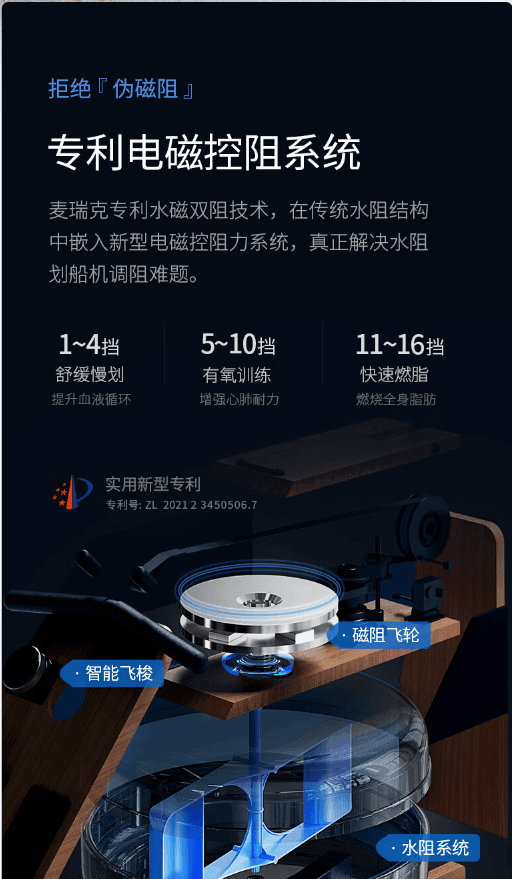 拒绝『 伪磁阻 』
专利电磁控阻系统
麦瑞克专利水磁双阻技术，在传统水阻结构
中嵌入新型电磁控阻力系统，真正解决水阻
划船机调阻难题。
1~4挡
舒缓慢划
提升血液循环
5~10挡
有氧训练
增强心肺耐力
11~16挡
快速燃脂
燃烧全身脂肪
实用新型专利
专利号: ZL 2021 2 3450506.7
· 磁阻飞轮
· 智能飞梭
· 水阻系统